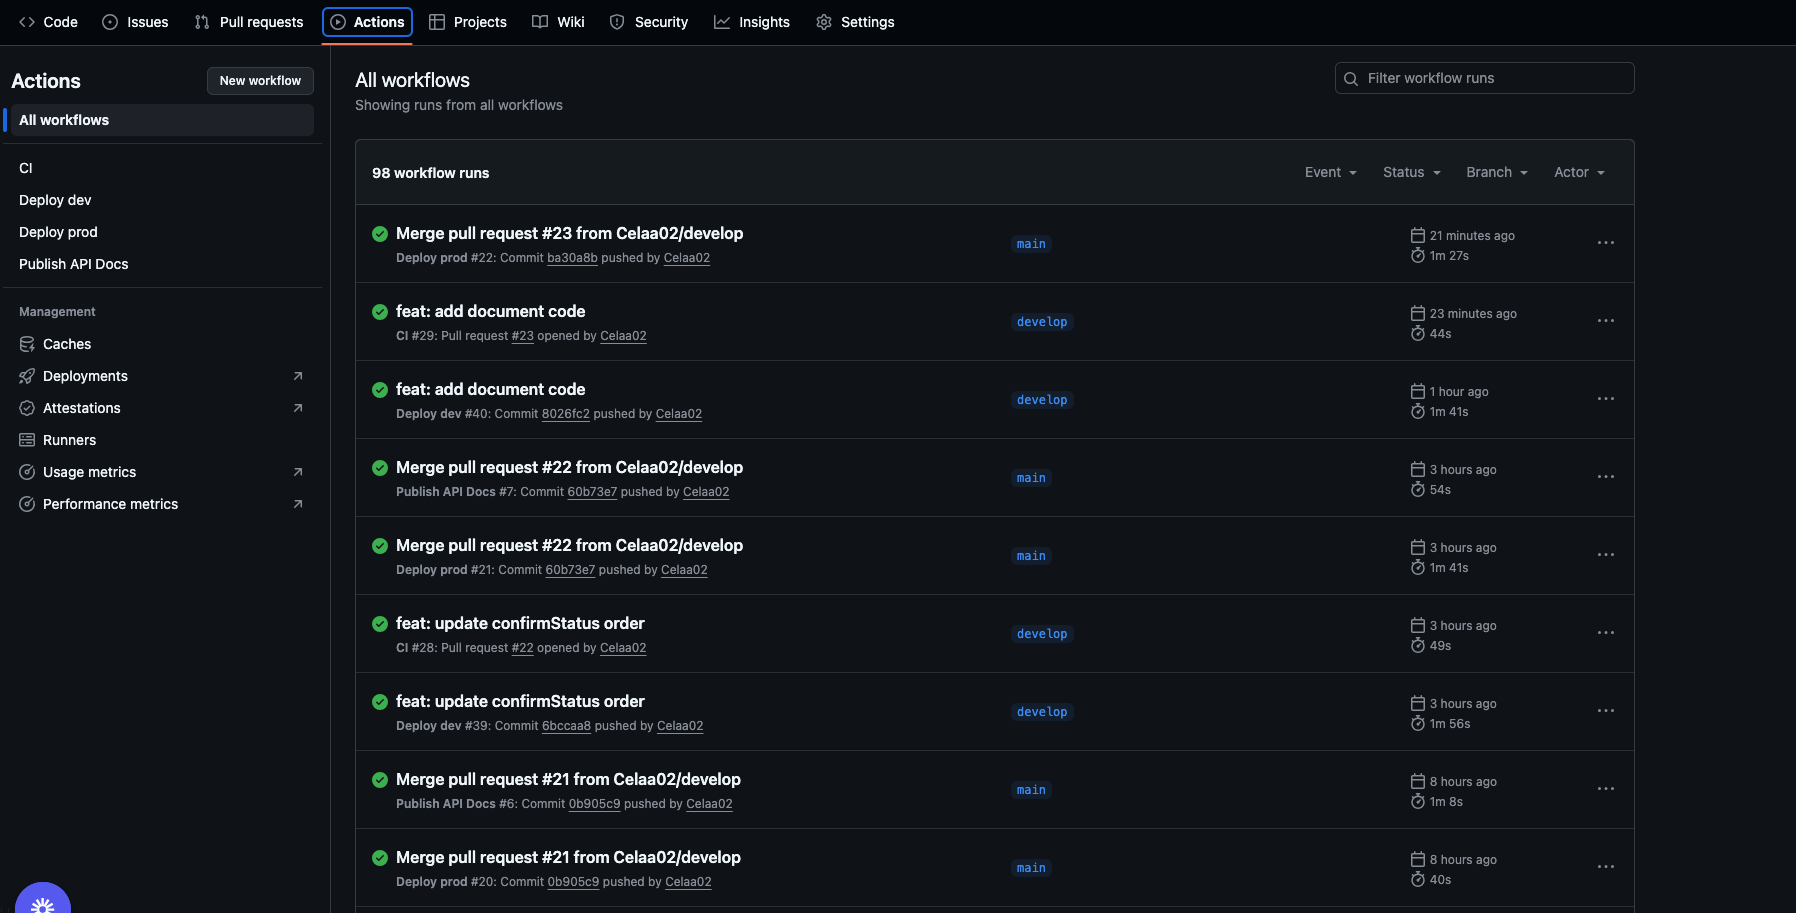 Code Issues Pull requests Actions Projects Wiki Security Insights Settings
Actions
New workflow
All workflows
CI
Deploy dev
Deploy prod
Publish API Docs
Management
Caches
Deployments
Attestations
Runners
Usage metrics
Performance metrics
All workflows
Showing runs from all workflows
Filter workflow runs
98 workflow runs
Event Status Branch Actor
Merge pull request #23 from Celaa02/develop
Deploy prod #22: Commit ba30a8b pushed by Celaa02
main
21 minutes ago
1m 27s
feat: add document code
CI #29: Pull request #23 opened by Celaa02
develop
23 minutes ago
44s
feat: add document code
Deploy dev #40: Commit 8026fc2 pushed by Celaa02
develop
1 hour ago
1m 41s
Merge pull request #22 from Celaa02/develop
Publish API Docs #7: Commit 60b73e7 pushed by Celaa02
main
3 hours ago
54s
Merge pull request #22 from Celaa02/develop
Deploy prod #21: Commit 60b73e7 pushed by Celaa02
main
3 hours ago
1m 41s
feat: update confirmStatus order
CI #28: Pull request #22 opened by Celaa02
develop
3 hours ago
49s
feat: update confirmStatus order
Deploy dev #39: Commit 6bccaa8 pushed by Celaa02
develop
3 hours ago
1m 56s
Merge pull request #21 from Celaa02/develop
Publish API Docs #6: Commit 0b905c9 pushed by Celaa02
main
8 hours ago
1m 8s
Merge pull request #21 from Celaa02/develop
Deploy prod #20: Commit 0b905c9 pushed by Celaa02
main
8 hours ago
40s